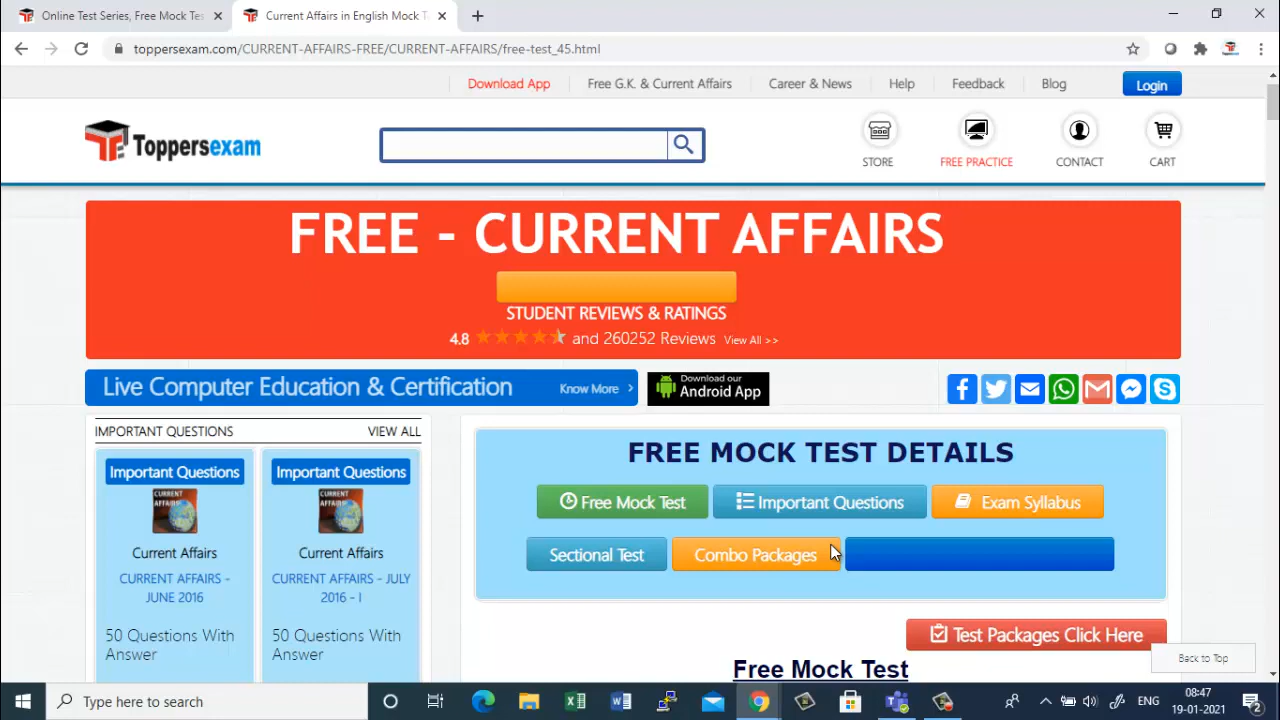 Online Test Series, Free Mock Tes
Current Affairs in English Mock T
toppersexam.com/CURRENT-AFFAIRS-FREE/CURRENT-AFFAIRS/free-test_45.html
Download App
Free G.K. & Current Affairs
Career & News
Help
Feedback
Blog
Login
Toppersexam
STORE
FREE PRACTICE
CONTACT
CART
FREE - CURRENT AFFAIRS
STUDENT REVIEWS & RATINGS
4.8 and 260252 Reviews View All >>
Live Computer Education & Certification Know More
Download our
Android App
IMPORTANT QUESTIONS VIEW ALL
Important Questions
CURRENT
AFFAIRS
Current Affairs
CURRENT AFFAIRS -
JUNE 2016
50 Questions With
Answer
Important Questions
CURRENT
AFFAIRS
Current Affairs
CURRENT AFFAIRS - JULY
2016 - I
50 Questions With
Answer
FREE MOCK TEST DETAILS
Free Mock Test
Important Questions
Exam Syllabus
Sectional Test
Combo Packages
Test Packages Click Here
Free Mock Test
Back to Top
Type here to search
ENG
08:47
19-01-2021
2